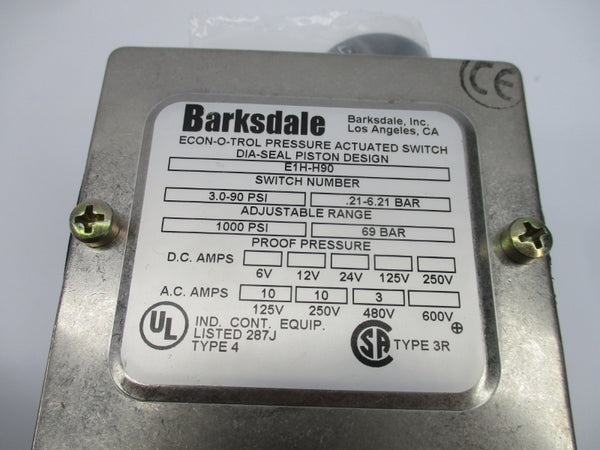 CE
Barksdale
Barksdale, Inc.
Los Angeles, CA
ECON-O-TROL PRESSURE ACTUATED SWITCH
DIA-SEAL PISTON DESIGN
E1H-H90
SWITCH NUMBER
3.0-90 PSI .21-6.21 BAR
ADJUSTABLE RANGE
1000 PSI 69 BAR
PROOF PRESSURE
D.C. AMPS
6V 12V 24V 125V 250V
A.C. AMPS 10 10 3
125V 250V 480V 600V
UL
IND. CONT. EQUIP.
LISTED 287J
TYPE 4
SA TYPE 3R